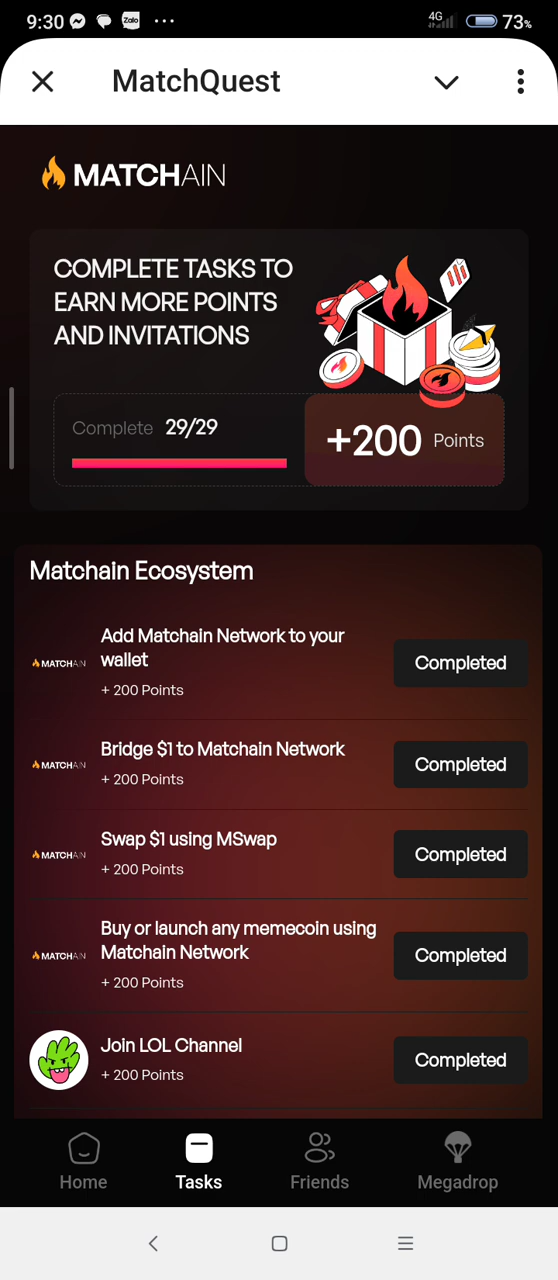 9:30
Zalo
4G
73%
MatchQuest
MATCHAIN
COMPLETE TASKS TO
EARN MORE POINTS
AND INVITATIONS
Complete 29/29
+200 Points
Matchain Ecosystem
Add Matchain Network to your
wallet
+ 200 Points
MATCHAIN
Completed
Bridge $1 to Matchain Network
+ 200 Points
MATCHAIN
Completed
Swap $1 using MSwap
+ 200 Points
MATCHAIN
Completed
Buy or launch any memecoin using
Matchain Network
+ 200 Points
MATCHAIN
Completed
Join LOL Channel
+ 200 Points
Completed
Home
Tasks
Friends
Megadrop